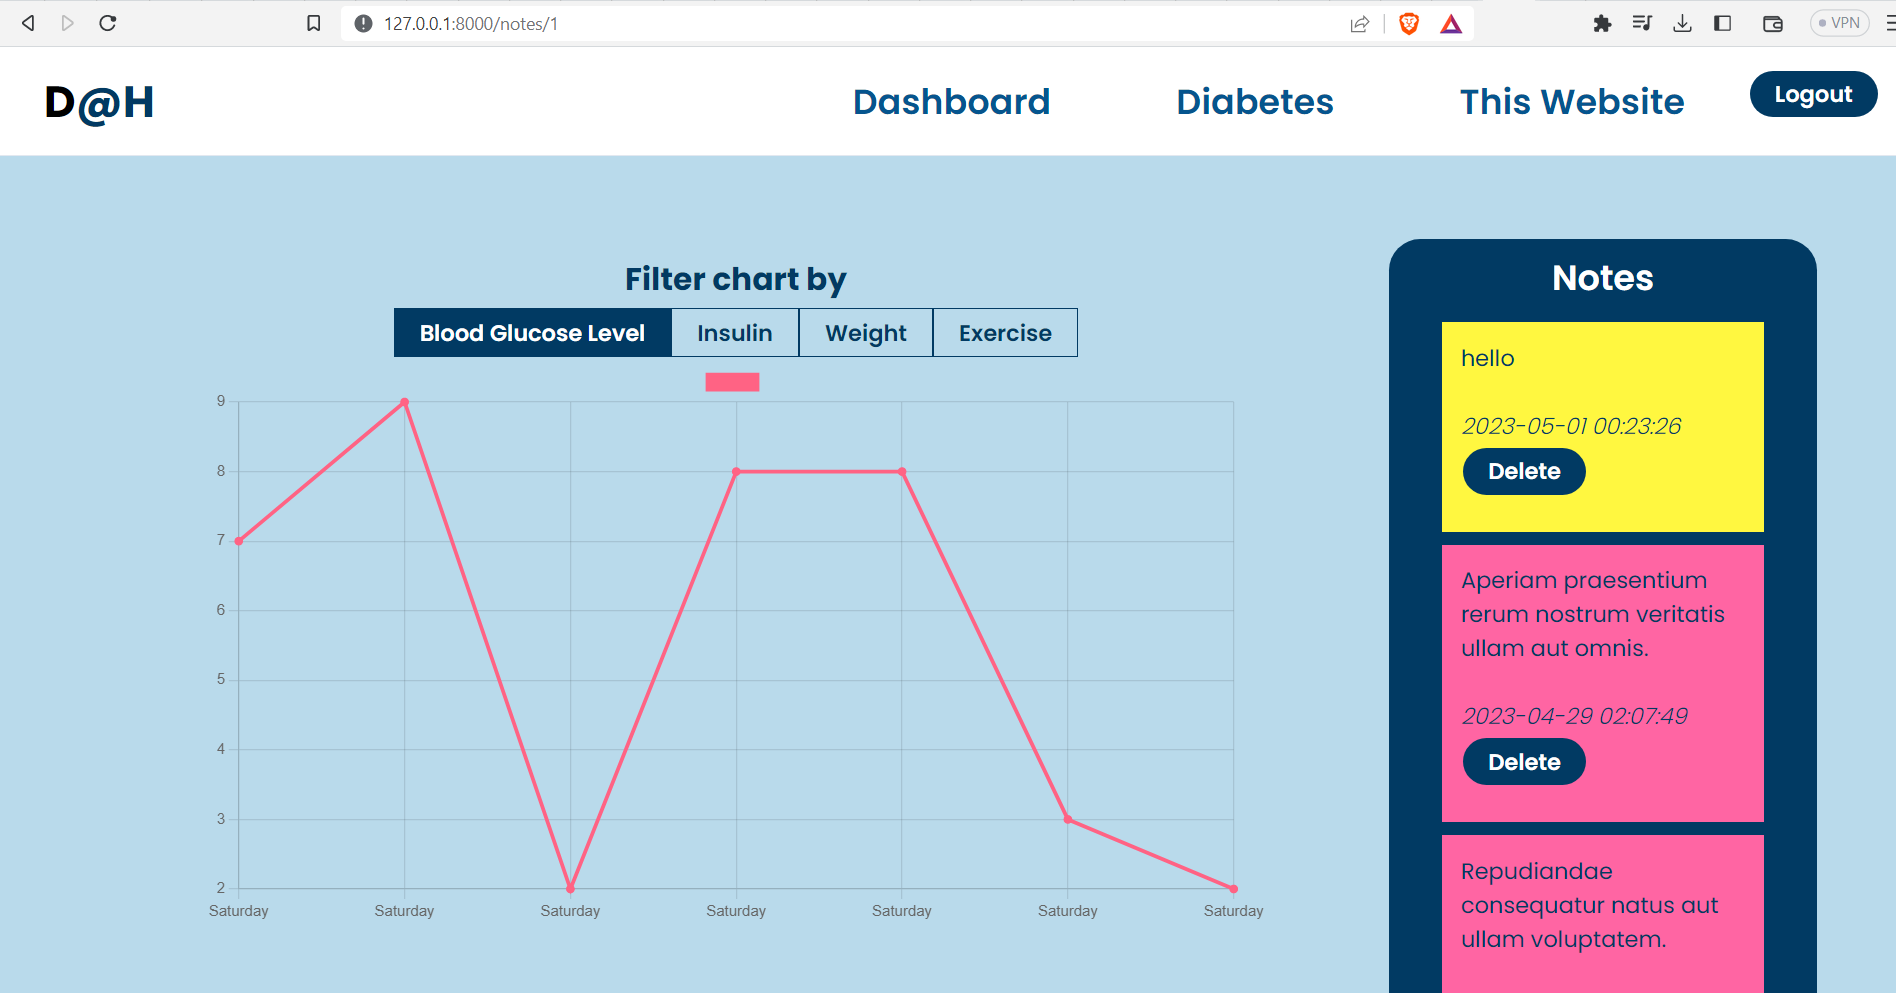 127.0.0.1:8000/notes/1
VPN
D@H
Dashboard
Diabetes
This Website
Logout
Filter chart by
Blood Glucose Level
Insulin
Weight
Exercise
9
8
7
6
5
4
3
2
Saturday
Saturday
Saturday
Saturday
Saturday
Saturday
Saturday
Notes
hello
2023-05-01 00:23:26
Delete
Aperiam praesentium
rerum nostrum veritatis
ullam aut omnis.
2023-04-29 02:07:49
Delete
Repudiandae
consequatur natus aut
ullam voluptatem.